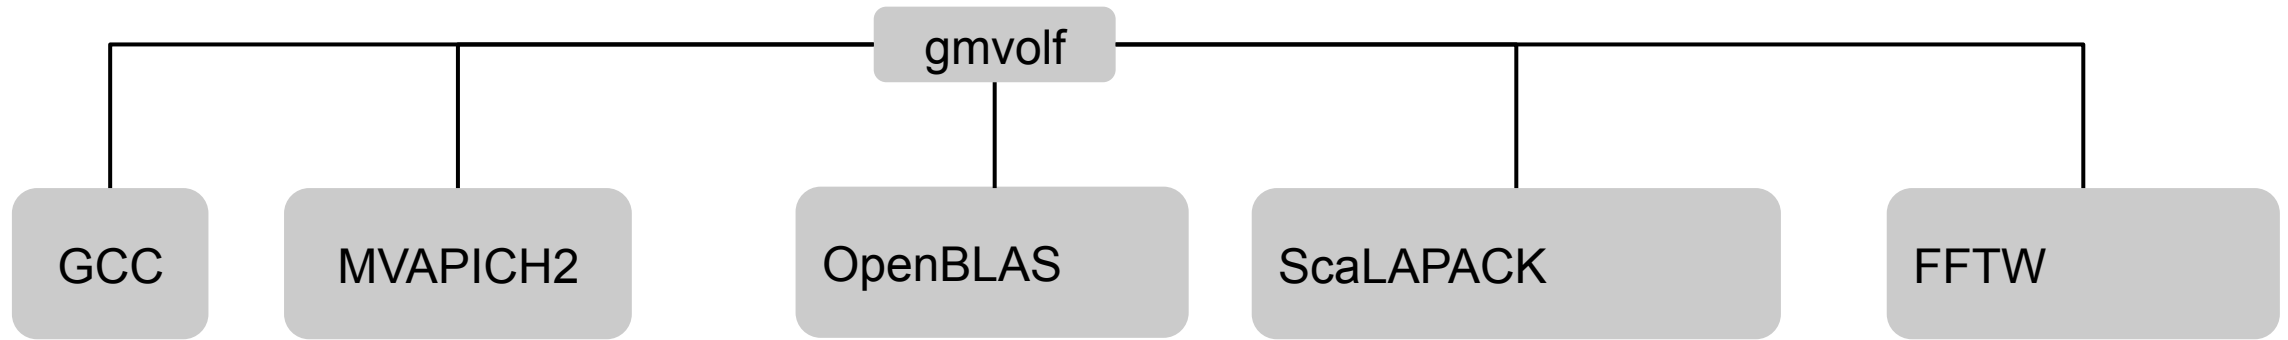 gmvolf
GCC
MVAPICH2
OpenBLAS
ScaLAPACK
FFTW